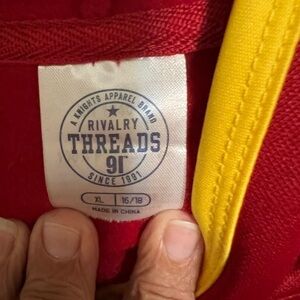 A KNIGHTS APPAREL BRAND
RIVALRY
THREADS
91
SINCE 1991
XL 16/18
MADE IN CHINA